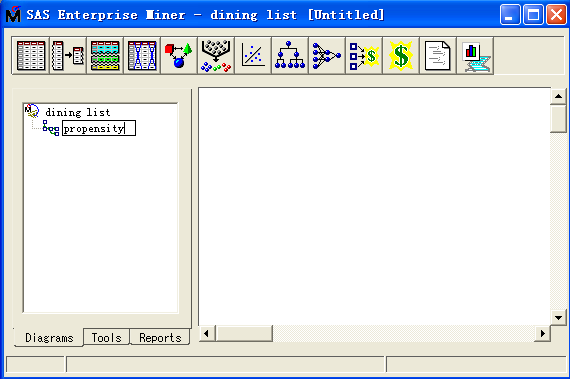 SAS Enterprise Miner - dining list [Untitled]
dining list
propensity
Diagrams Tools Reports